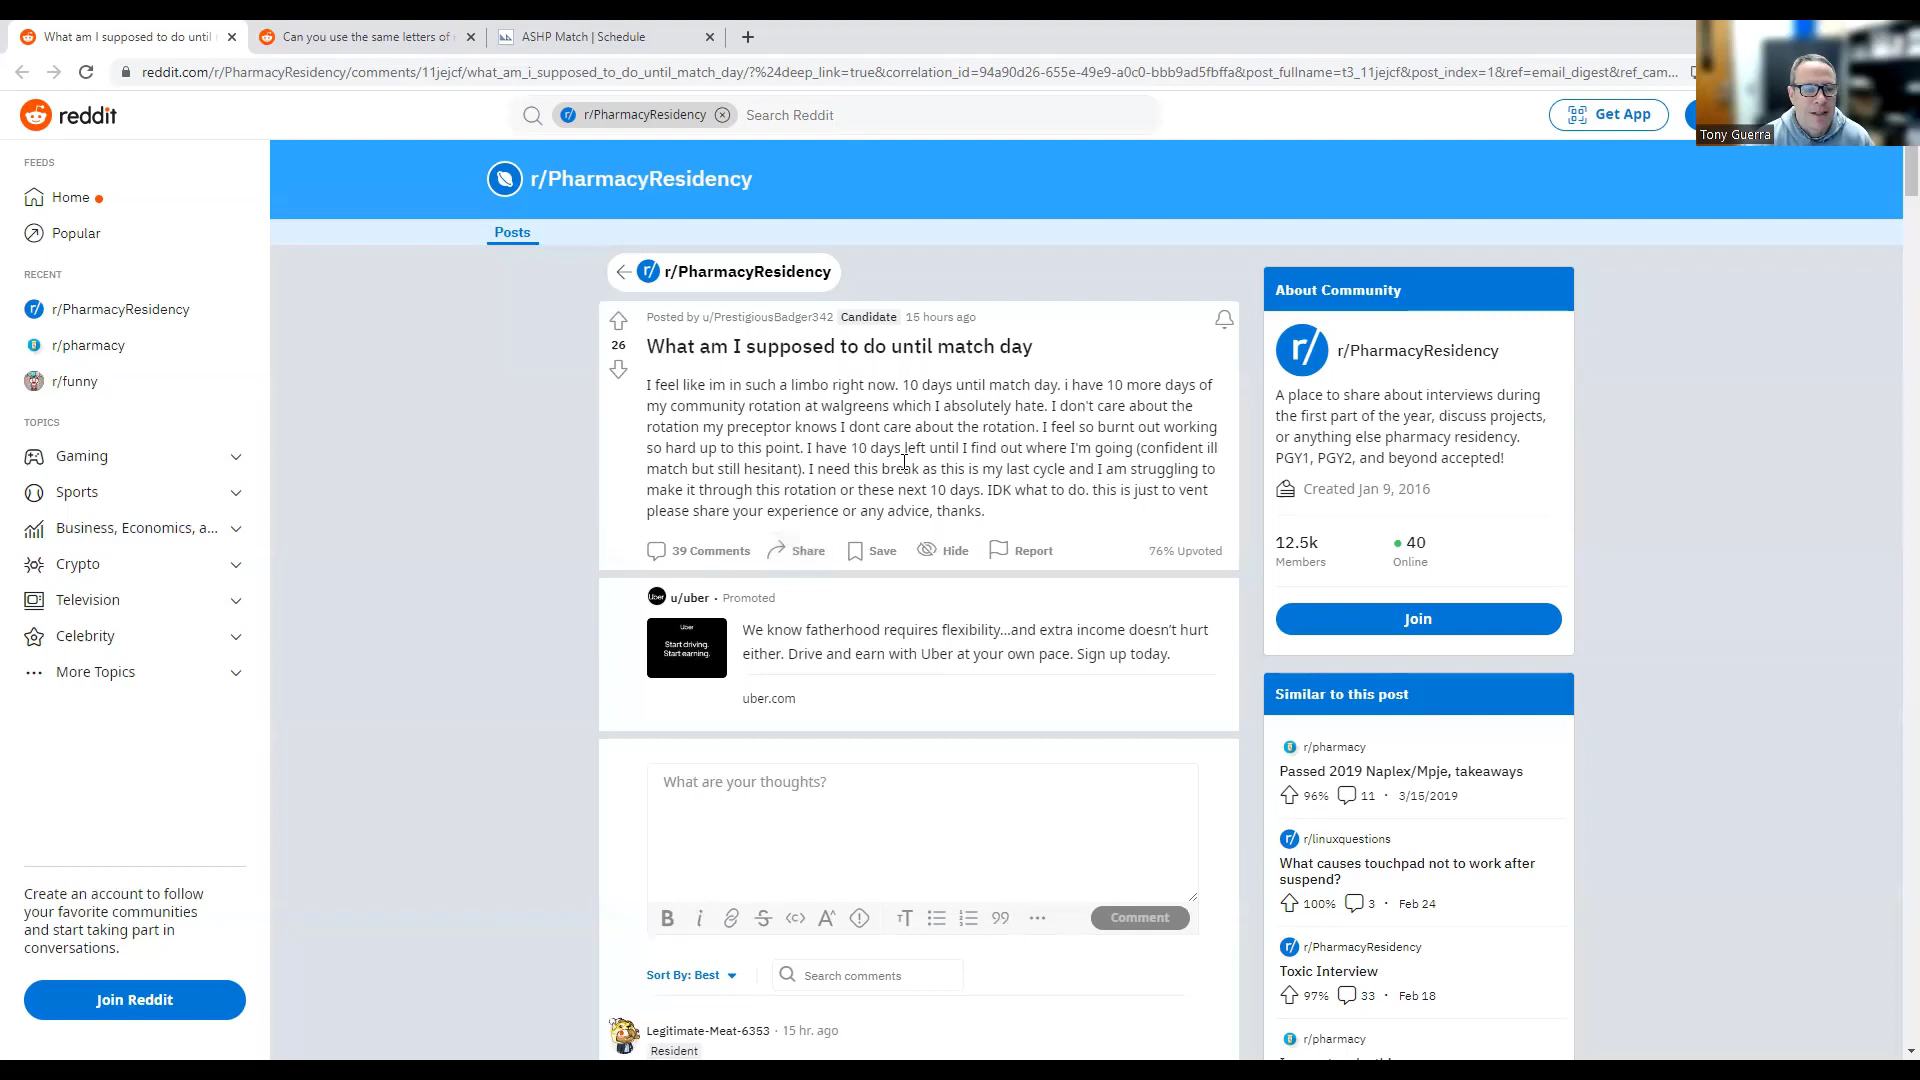 What am I supposed to do until
Can you use the same letters of
ASHP Match | Schedule
reddit.com/r/PharmacyResidency/comments/11jejcf/what_am_i_supposed_to_do_until_match_day/?%24deep_link=true&correlation_id=94a90d26-655e-49e9-a0c0-bbb9ad5fbffa&post_fullname=t3_11jejcf&post_index=1&ref=email_digest&ref_cam...
reddit
r/PharmacyResidency
Search Reddit
Get App
Tony Guerra
FEEDS
Home
Popular
RECENT
r/PharmacyResidency
r/pharmacy
r/funny
TOPICS
Gaming
Sports
Business, Economics, a...
Crypto
Television
Celebrity
More Topics
Create an account to follow
your favorite communities
and start taking part in
conversations.
Join Reddit
r/PharmacyResidency
Posts
r/PharmacyResidency
Posted by u/PrestigiousBadger342 Candidate 15 hours ago
26
What am I supposed to do until match day
I feel like im in such a limbo right now. 10 days until match day. i have 10 more days of
my community rotation at walgreens which I absolutely hate. I don't care about the
rotation my preceptor knows I dont care about the rotation. I feel so burnt out working
so hard up to this point. I have 10 days left until I find out where I'm going (confident ill
match but still hesitant). I need this break as this is my last cycle and I am struggling to
make it through this rotation or these next 10 days. IDK what to do. this is just to vent
please share your experience or any advice, thanks.
39 Comments Share Save Hide Report 76% Upvoted
u/uber · Promoted
Uber
Start driving.
Start earning.
We know fatherhood requires flexibility...and extra income doesn't hurt
either. Drive and earn with Uber at your own pace. Sign up today.
uber.com
What are your thoughts?
Comment
Sort By: Best
Search comments
Legitimate-Meat-6353 · 15 hr. ago
Resident
About Community
r/PharmacyResidency
A place to share about interviews during
the first part of the year, discuss projects,
or anything else pharmacy residency.
PGY1, PGY2, and beyond accepted!
Created Jan 9, 2016
12.5k
Members
40
Online
Join
Similar to this post
r/pharmacy
Passed 2019 Naplex/Mpje, takeaways
96% 11 · 3/15/2019
r/linuxquestions
What causes touchpad not to work after
suspend?
100% 3 · Feb 24
r/PharmacyResidency
Toxic Interview
97% 33 · Feb 18
r/pharmacy